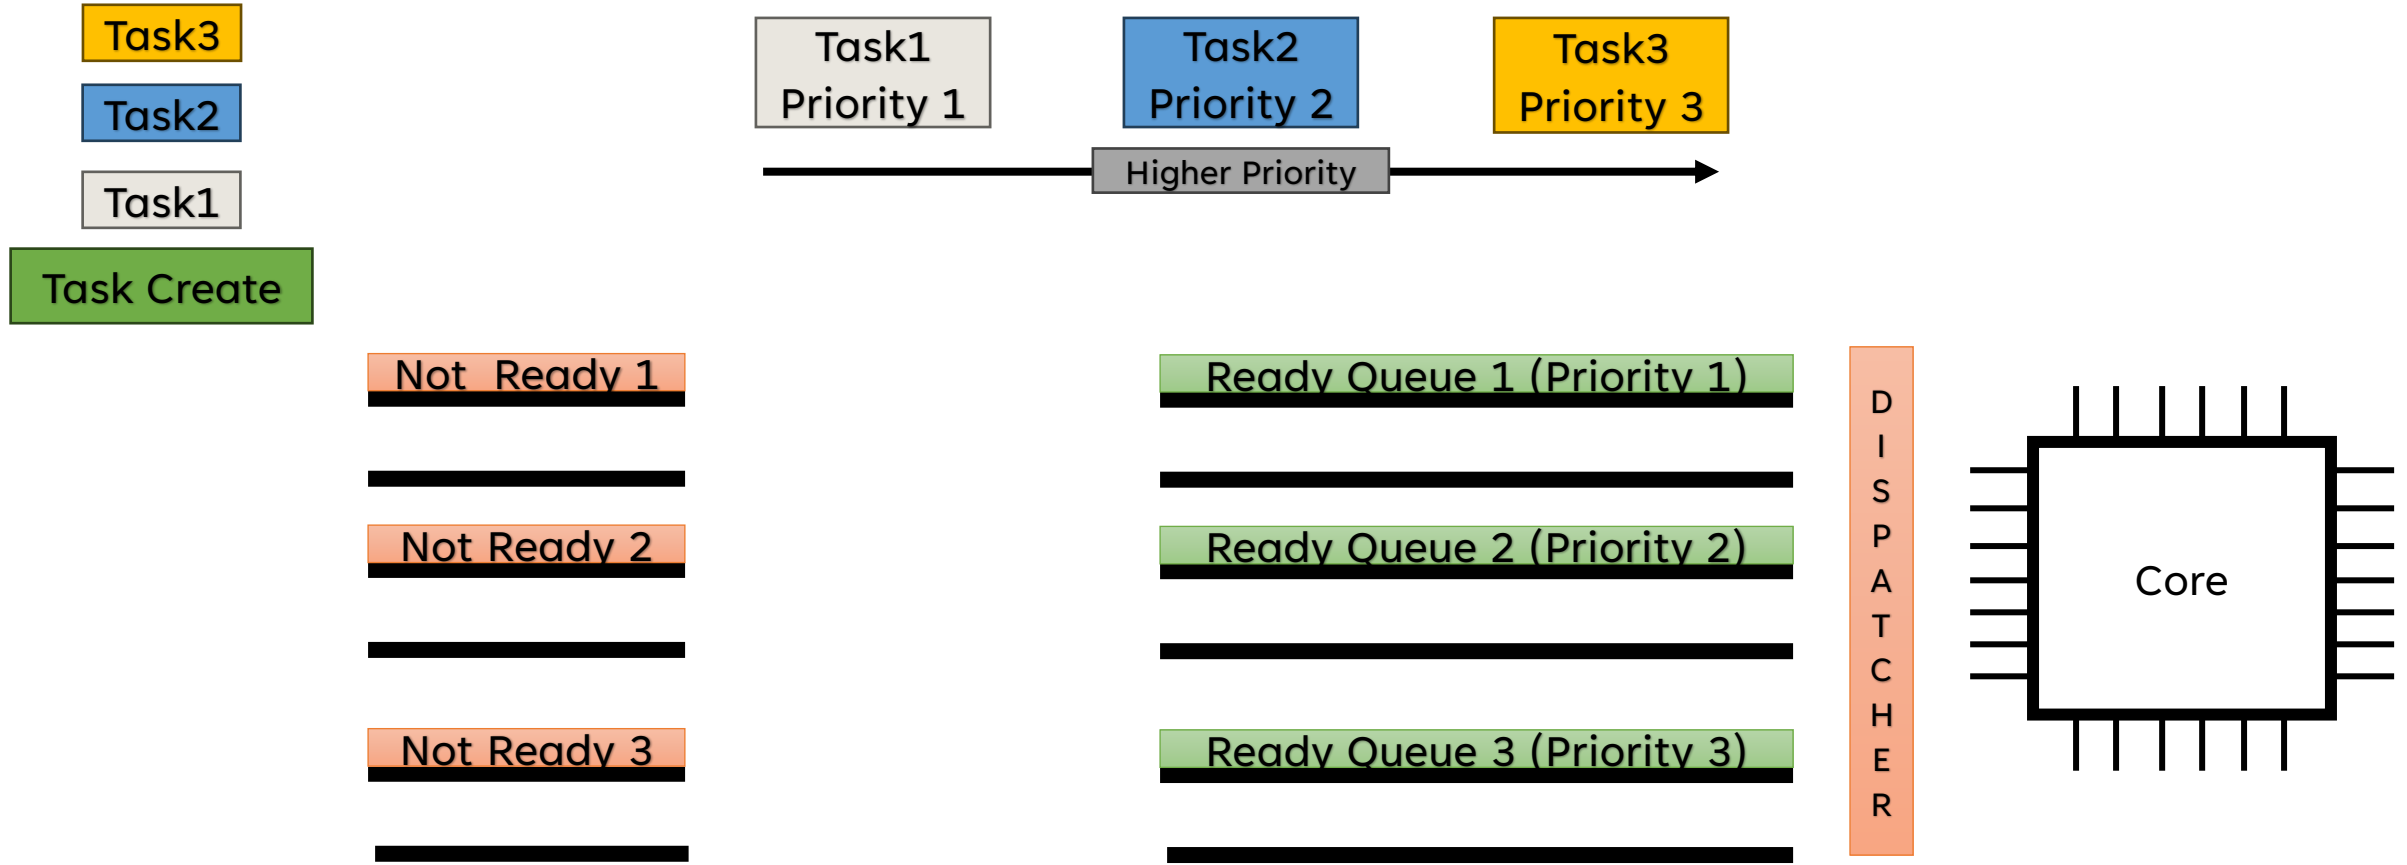 Task3
Task2
Task1
Task Create
Task1
Priority 1
Task2
Priority 2
Task3
Priority 3
Higher Priority
Not Ready 1
Not Ready 2
Not Ready 3
Ready Queue 1 (Priority 1)
Ready Queue 2 (Priority 2)
Ready Queue 3 (Priority 3)
D
I
S
P
A
T
C
H
E
R
Core